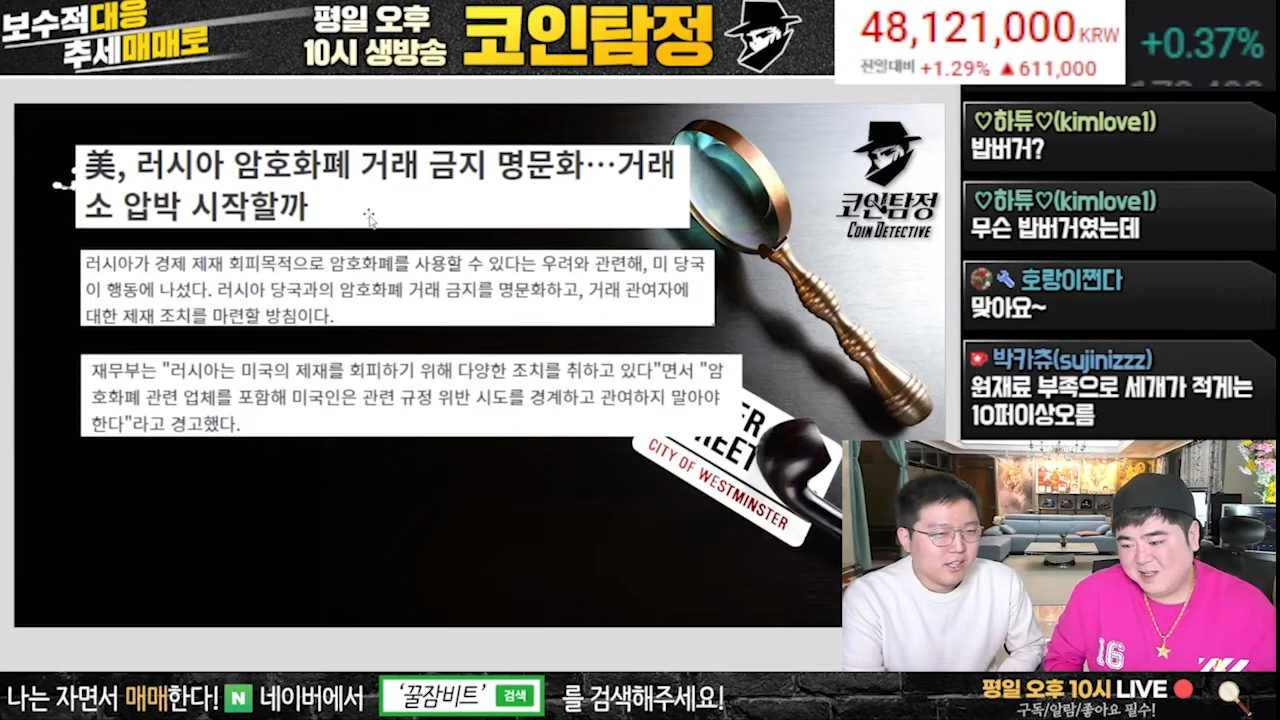 보수적대응
추세매매로
평일 오후
10시 생방송
코인탐정
48,121,000 KRW
전일대비 +1.29% ▲611,000
+0.37%
♡하튜♡(kimlove1)
밥버거?
♡하튜♡(kimlove1)
무슨 밥버거였는데
호랑이쩐다
맞아요~
박카츄(sujinizzz)
원재료 부족으로 세개가 적게는
10퍼이상오름
美, 러시아 암호화폐 거래 금지 명문화…거래
소 압박 시작할까
코인탐정
COIN DETECTIVE
러시아가 경제 제재 회피목적으로 암호화폐를 사용할 수 있다는 우려와 관련해, 미 당국
이 행동에 나섰다. 러시아 당국과의 암호화폐 거래 금지를 명문화하고, 거래 관여자에
대한 제재 조치를 마련할 방침이다.
재무부는 "러시아는 미국의 제재를 회피하기 위해 다양한 조치를 취하고 있다"면서 "암
호화폐 관련 업체를 포함해 미국인은 관련 규정 위반 시도를 경계하고 관여하지 말아야
한다"라고 경고했다.
CITY OF WESTMINSTER
16
나는 자면서 매매한다! N 네이버에서 '꿀잠비트' 검색 를 검색해주세요!
평일 오후 10시 LIVE
구독/알람/좋아요 필수!